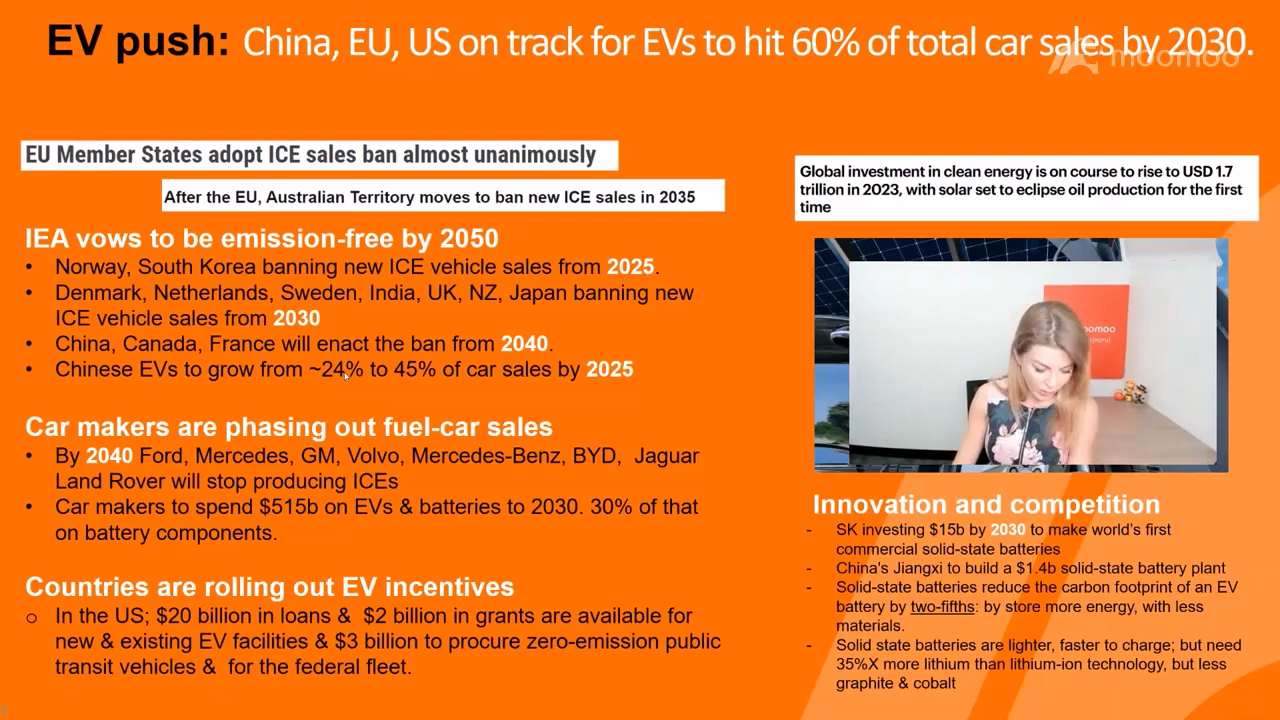 EV push: China, EU, US on track for EVs to hit 60% of total car sales by 2030.
moomoo
EU Member States adopt ICE sales ban almost unanimously
After the EU, Australian Territory moves to ban new ICE sales in 2035
IEA vows to be emission-free by 2050
• Norway, South Korea banning new ICE vehicle sales from 2025.
• Denmark, Netherlands, Sweden, India, UK, NZ, Japan banning new
ICE vehicle sales from 2030
• China, Canada, France will enact the ban from 2040.
• Chinese EVs to grow from ~24% to 45% of car sales by 2025
Car makers are phasing out fuel-car sales
• By 2040 Ford, Mercedes, GM, Volvo, Mercedes-Benz, BYD, Jaguar
Land Rover will stop producing ICEs
• Car makers to spend $515b on EVs & batteries to 2030. 30% of that
on battery components.
Countries are rolling out EV incentives
o In the US; $20 billion in loans & $2 billion in grants are available for
new & existing EV facilities & $3 billion to procure zero-emission public
transit vehicles & for the federal fleet.
Global investment in clean energy is on course to rise to USD 1.7
trillion in 2023, with solar set to eclipse oil production for the first
time
Innovation and competition
- SK investing $15b by 2030 to make world's first
commercial solid-state batteries
- China's Jiangxi to build a $1.4b solid-state battery plant
- Solid-state batteries reduce the carbon footprint of an EV
battery by two-fifths: by store more energy, with less
materials.
- Solid state batteries are lighter, faster to charge; but need
35%X more lithium than lithium-ion technology, but less
graphite & cobalt